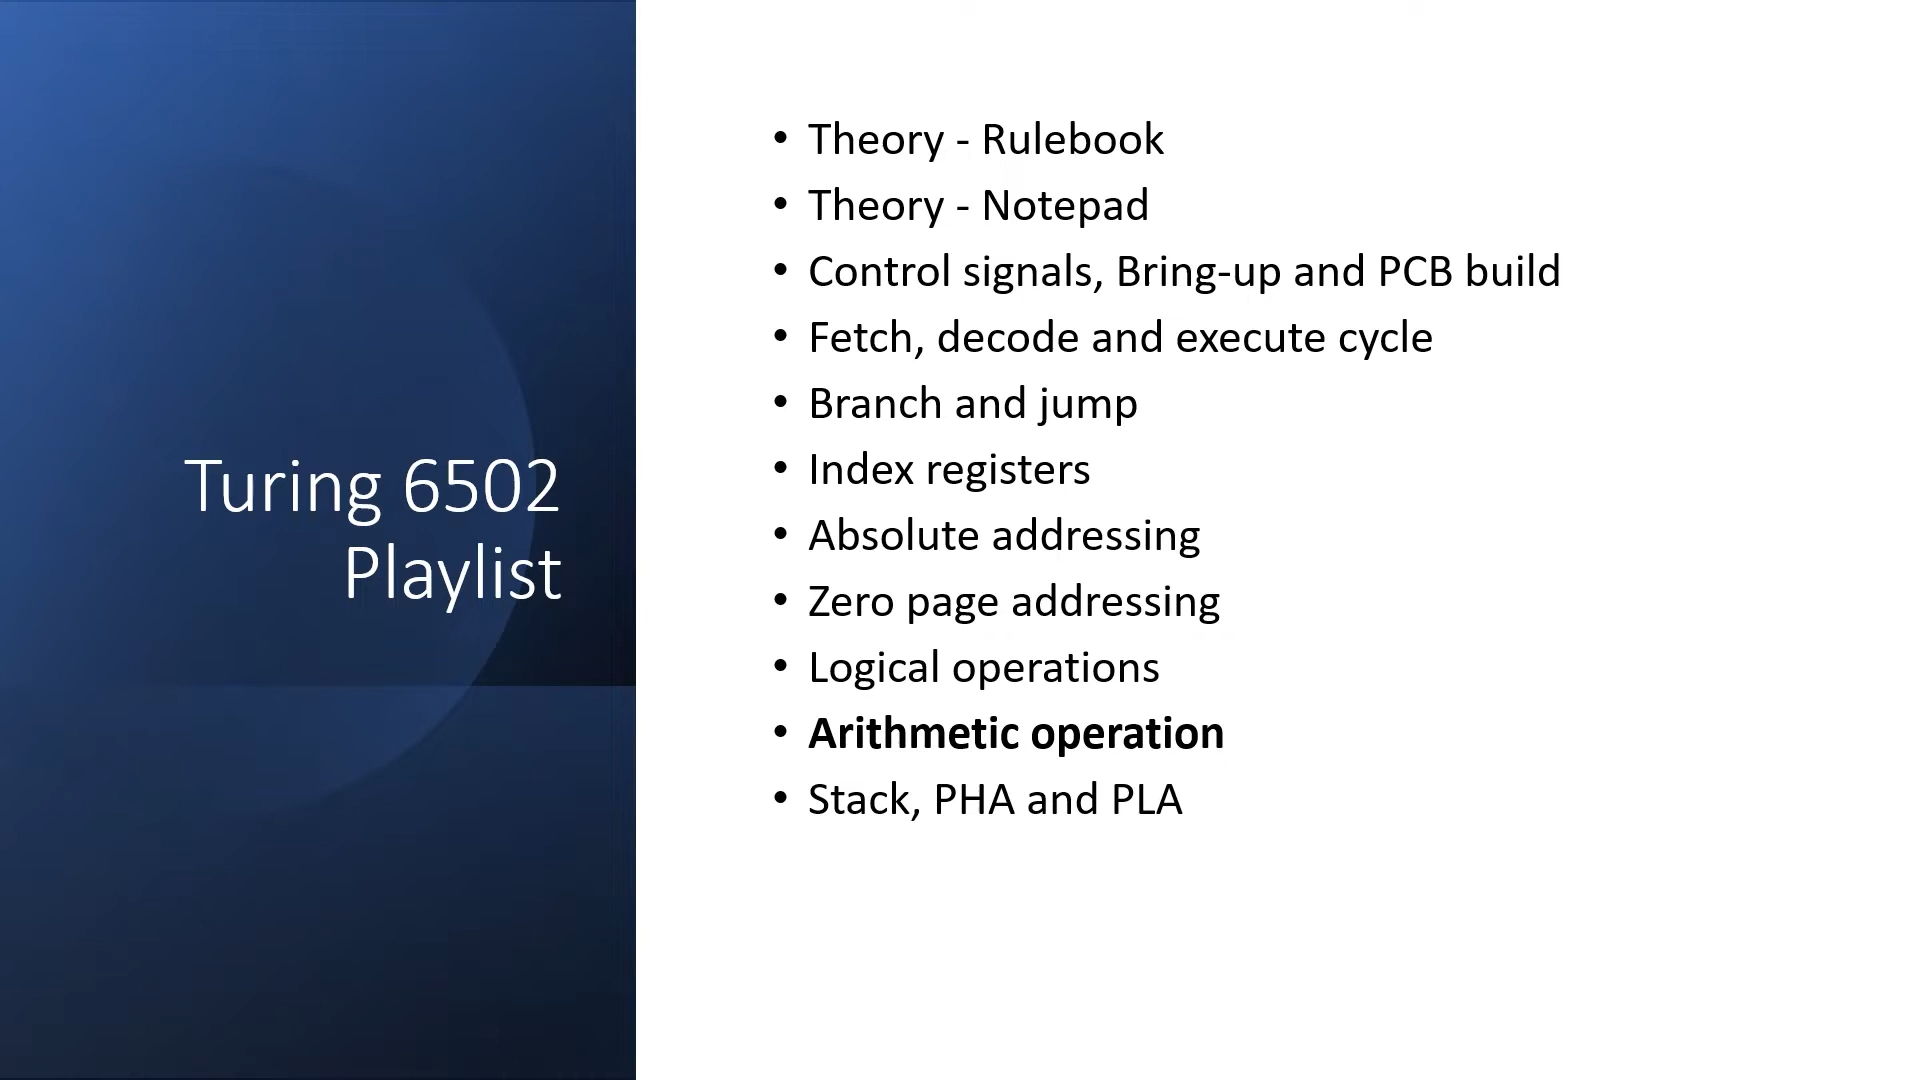 Turing 6502
Playlist
• Theory - Rulebook
• Theory - Notepad
• Control signals, Bring-up and PCB build
• Fetch, decode and execute cycle
• Branch and jump
• Index registers
• Absolute addressing
• Zero page addressing
• Logical operations
• Arithmetic operation
• Stack, PHA and PLA